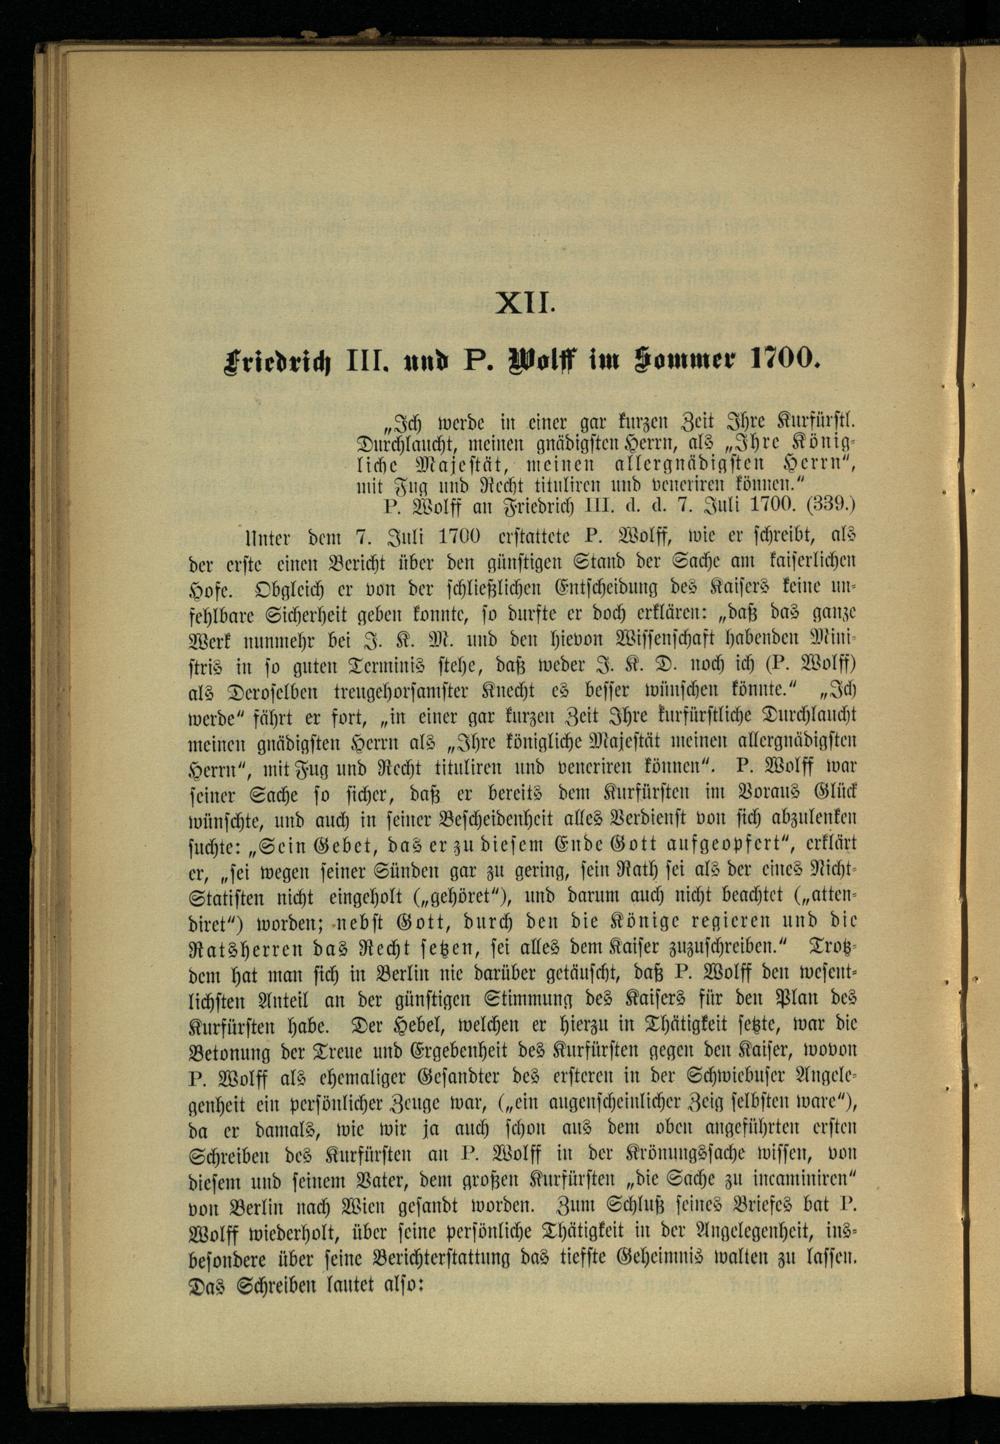 XII.
Friedrich III. und P. Wolff im Sommer 1700.
„Ich werde in einer gar kurzen Zeit Ihre Kurfürstl.
Durchlaucht, meinen gnädigsten Herrn, als „Ihre König-
liche Majestät, meinen allergnädigsten Herrn“,
mit Fug und Recht tituliren und veneriren können.“
P. Wolff an Friedrich III. d. d. 7. Juli 1700. (339.)
Unter dem 7. Juli 1700 erstattete P. Wolff, wie er schreibt, als
der erste einen Bericht über den günstigen Stand der Sache am kaiserlichen
Hofe. Obgleich er von der schließlichen Entscheidung des Kaisers keine un-
fehlbare Sicherheit geben konnte, so durfte er doch erklären: „daß das ganze
Werk nunmehr bei J. K. M. und den hievon Wissenschaft habenden Mini-
stris in so guten Terminis stehe, daß weder J. K. D. noch ich (P. Wolff)
als Deroselben treugehorsamster Knecht es besser wünschen könnte.“ „Ich
werde“ fährt er fort, „in einer gar kurzen Zeit Ihre kurfürstliche Durchlaucht
meinen gnädigsten Herrn als „Ihre königliche Majestät meinen allergnädigsten
Herrn“, mit Fug und Recht tituliren und veneriren können“. P. Wolff war
seiner Sache so sicher, daß er bereits dem Kurfürsten im Voraus Glück
wünschte, und auch in seiner Bescheidenheit alles Verdienst von sich abzulenken
suchte: „Sein Gebet, das er zu diesem Ende Gott aufgeopfert“, erklärt
er, „sei wegen seiner Sünden gar zu gering, sein Rath sei als der eines Nicht-
Statisten nicht eingeholt („gehöret“), und darum auch nicht beachtet („atten-
diret“) worden; nebst Gott, durch den die Könige regieren und die
Ratsherren das Recht setzen, sei alles dem Kaiser zuzuschreiben.“ Trotz-
dem hat man sich in Berlin nie darüber getäuscht, daß P. Wolff den wesent-
lichsten Anteil an der günstigen Stimmung des Kaisers für den Plan des
Kurfürsten habe. Der Hebel, welchen er hierzu in Thätigkeit setzte, war die
Betonung der Treue und Ergebenheit des Kurfürsten gegen den Kaiser, wovon
P. Wolff als ehemaliger Gesandter des ersteren in der Schwiebuser Angele-
genheit ein persönlicher Zeuge war, („ein augenscheinlicher Zeig selbsten ware“),
da er damals, wie wir ja auch schon aus dem oben angeführten ersten
Schreiben des Kurfürsten an P. Wolff in der Krönungssache wissen, von
diesem und seinem Vater, dem großen Kurfürsten „die Sache zu incaminiren“
von Berlin nach Wien gesandt worden. Zum Schluß seines Briefes bat P.
Wolff wiederholt, über seine persönliche Thätigkeit in der Angelegenheit, ins-
besondere über seine Berichterstattung das tiefste Geheimnis walten zu lassen.
Das Schreiben lautet also: